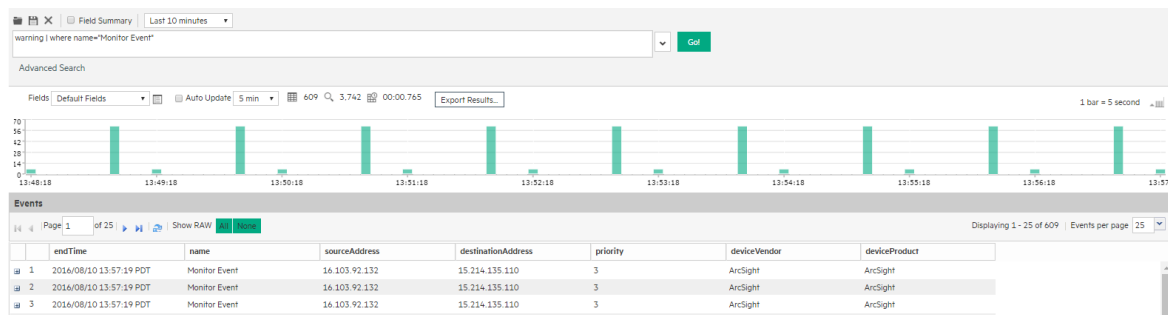 Field Summary Last 10 minutes
warning | where name="Monitor Event"
Go!
Advanced Search
Fields Default Fields Auto Update 5 min 609 3,742 00:00.765 Export Results...
1 bar = 5 second
70
56
42
28
14
0
13:48:18 13:49:18 13:50:18 13:51:18 13:52:18 13:53:18 13:54:18 13:55:18 13:56:18 13:57
Events
Page 1 of 25 Show RAW All None Displaying 1 - 25 of 609 Events per page 25
endTime name sourceAddress destinationAddress priority deviceVendor deviceProduct
1 2016/08/10 13:57:19 PDT Monitor Event 16.103.92.132 15.214.135.110 3 ArcSight ArcSight
2 2016/08/10 13:57:19 PDT Monitor Event 16.103.92.132 15.214.135.110 3 ArcSight ArcSight
3 2016/08/10 13:57:19 PDT Monitor Event 16.103.92.132 15.214.135.110 3 ArcSight ArcSight